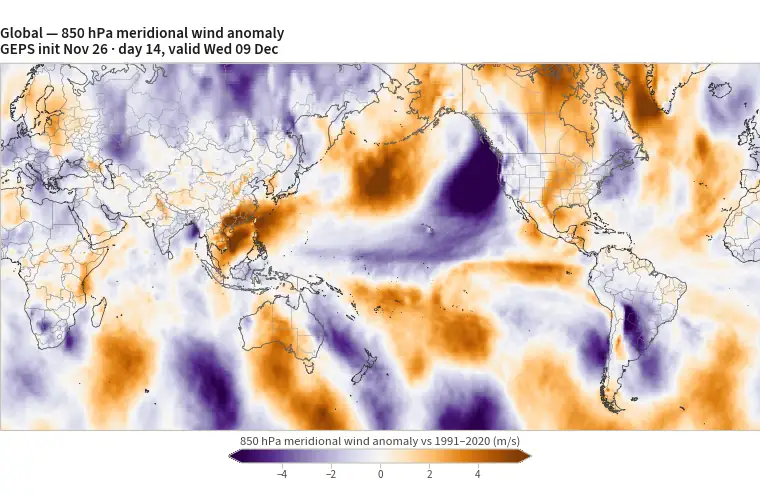 Global — 850 hPa meridional wind anomaly
GEPS init Nov 26 · day 14, valid Wed 09 Dec
850 hPa meridional wind anomaly vs 1991–2020 (m/s)
−4 −2 0 2 4